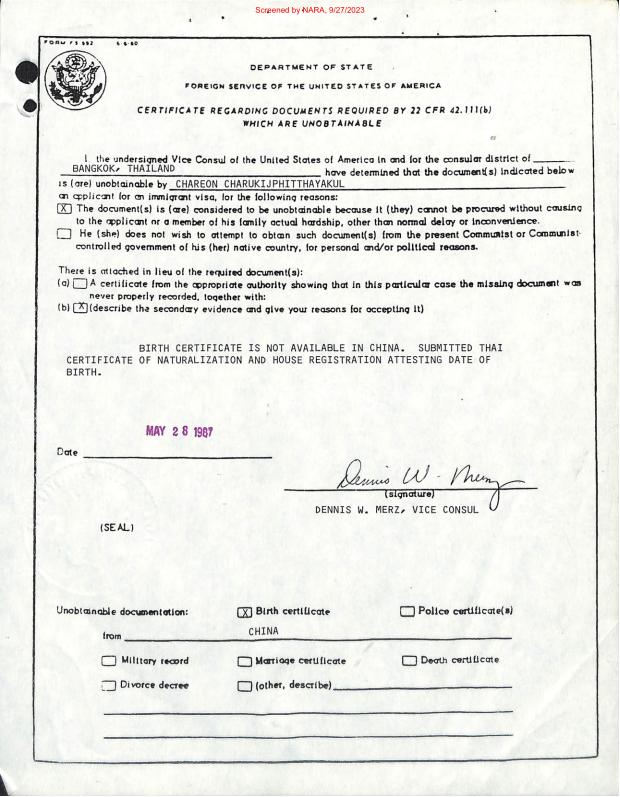 Screened by NARA, 9/27/2023
FORM FS 552 6-6-60
DEPARTMENT OF STATE
FOREIGN SERVICE OF THE UNITED STATES OF AMERICA
CERTIFICATE REGARDING DOCUMENTS REQUIRED BY 22 CFR 42.111(b)
WHICH ARE UNOBTAINABLE
I, the undersigned Vice Consul of the United States of America in and for the consular district of
BANGKOK, THAILAND have determined that the document(s) indicated below
is (are) unobtainable by CHAREON CHARUKIJPHITTHAYAKUL
an applicant for an immigrant visa, for the following reasons:
[X] The document(s) is (are) considered to be unobtainable because it (they) cannot be procured without causing
to the applicant or a member of his family actual hardship, other than normal delay or inconvenience.
He (she) does not wish to attempt to obtain such document(s) from the present Communist or Communist-
controlled government of his (her) native country, for personal and/or political reasons.
There is attached in lieu of the required document(s):
(a) A certificate from the appropriate authority showing that in this particular case the missing document was
never properly recorded, together with:
(b) [X] (describe the secondary evidence and give your reasons for accepting it)
BIRTH CERTIFICATE IS NOT AVAILABLE IN CHINA. SUBMITTED THAI
CERTIFICATE OF NATURALIZATION AND HOUSE REGISTRATION ATTESTING DATE OF
BIRTH.
MAY 28 1987
Date
Dennis W. Merz
(signature)
DENNIS W. MERZ, VICE CONSUL
(SEAL)
Unobtainable documentation: [X] Birth certificate Police certificate(s)
from CHINA
Military record Marriage certificate Death certificate
Divorce decree (other, describe)